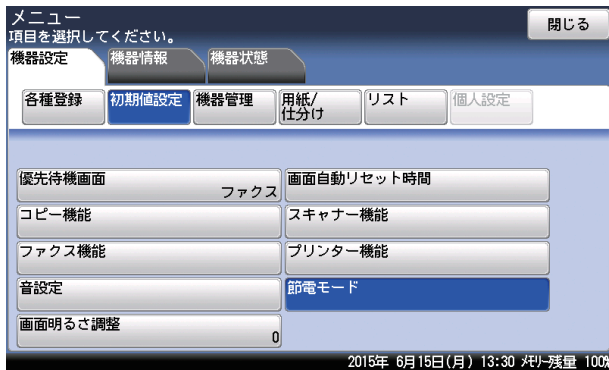 メニュー
項目を選択してください。
閉じる
機器設定
機器情報
機器状態
各種登録
初期値設定
機器管理
用紙/
仕分け
リスト
個人設定
優先待機画面
ファクス
画面自動リセット時間
コピー機能
スキャナー機能
ファクス機能
プリンター機能
音設定
節電モード
画面明るさ調整
0
2015年 6月15日(月) 13:30 メモリー残量 100%